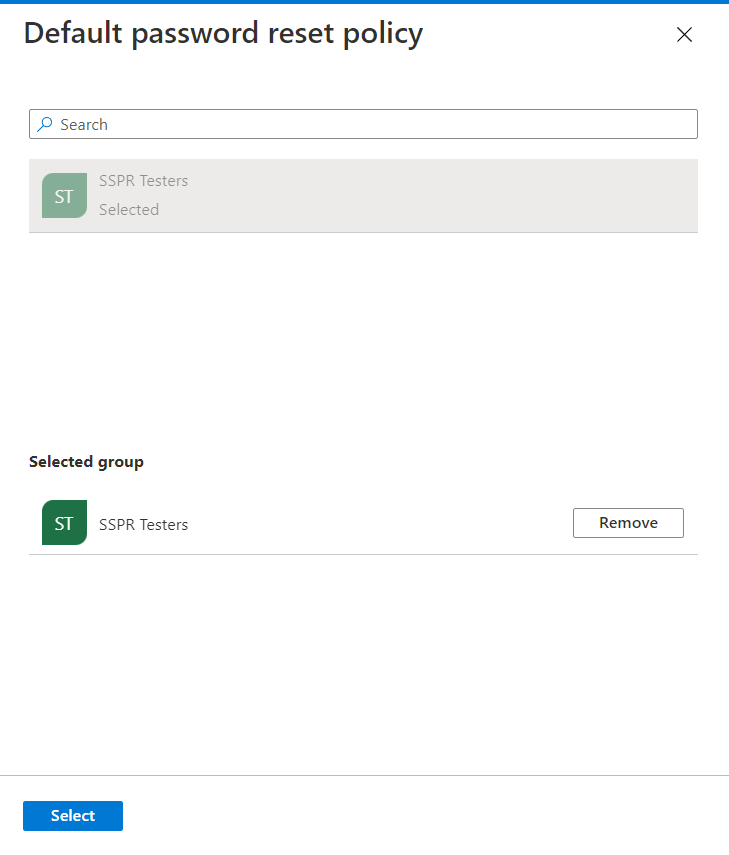 Default password reset policy
Search
ST
SSPR Testers
Selected
Selected group
ST
SSPR Testers
Remove
Select